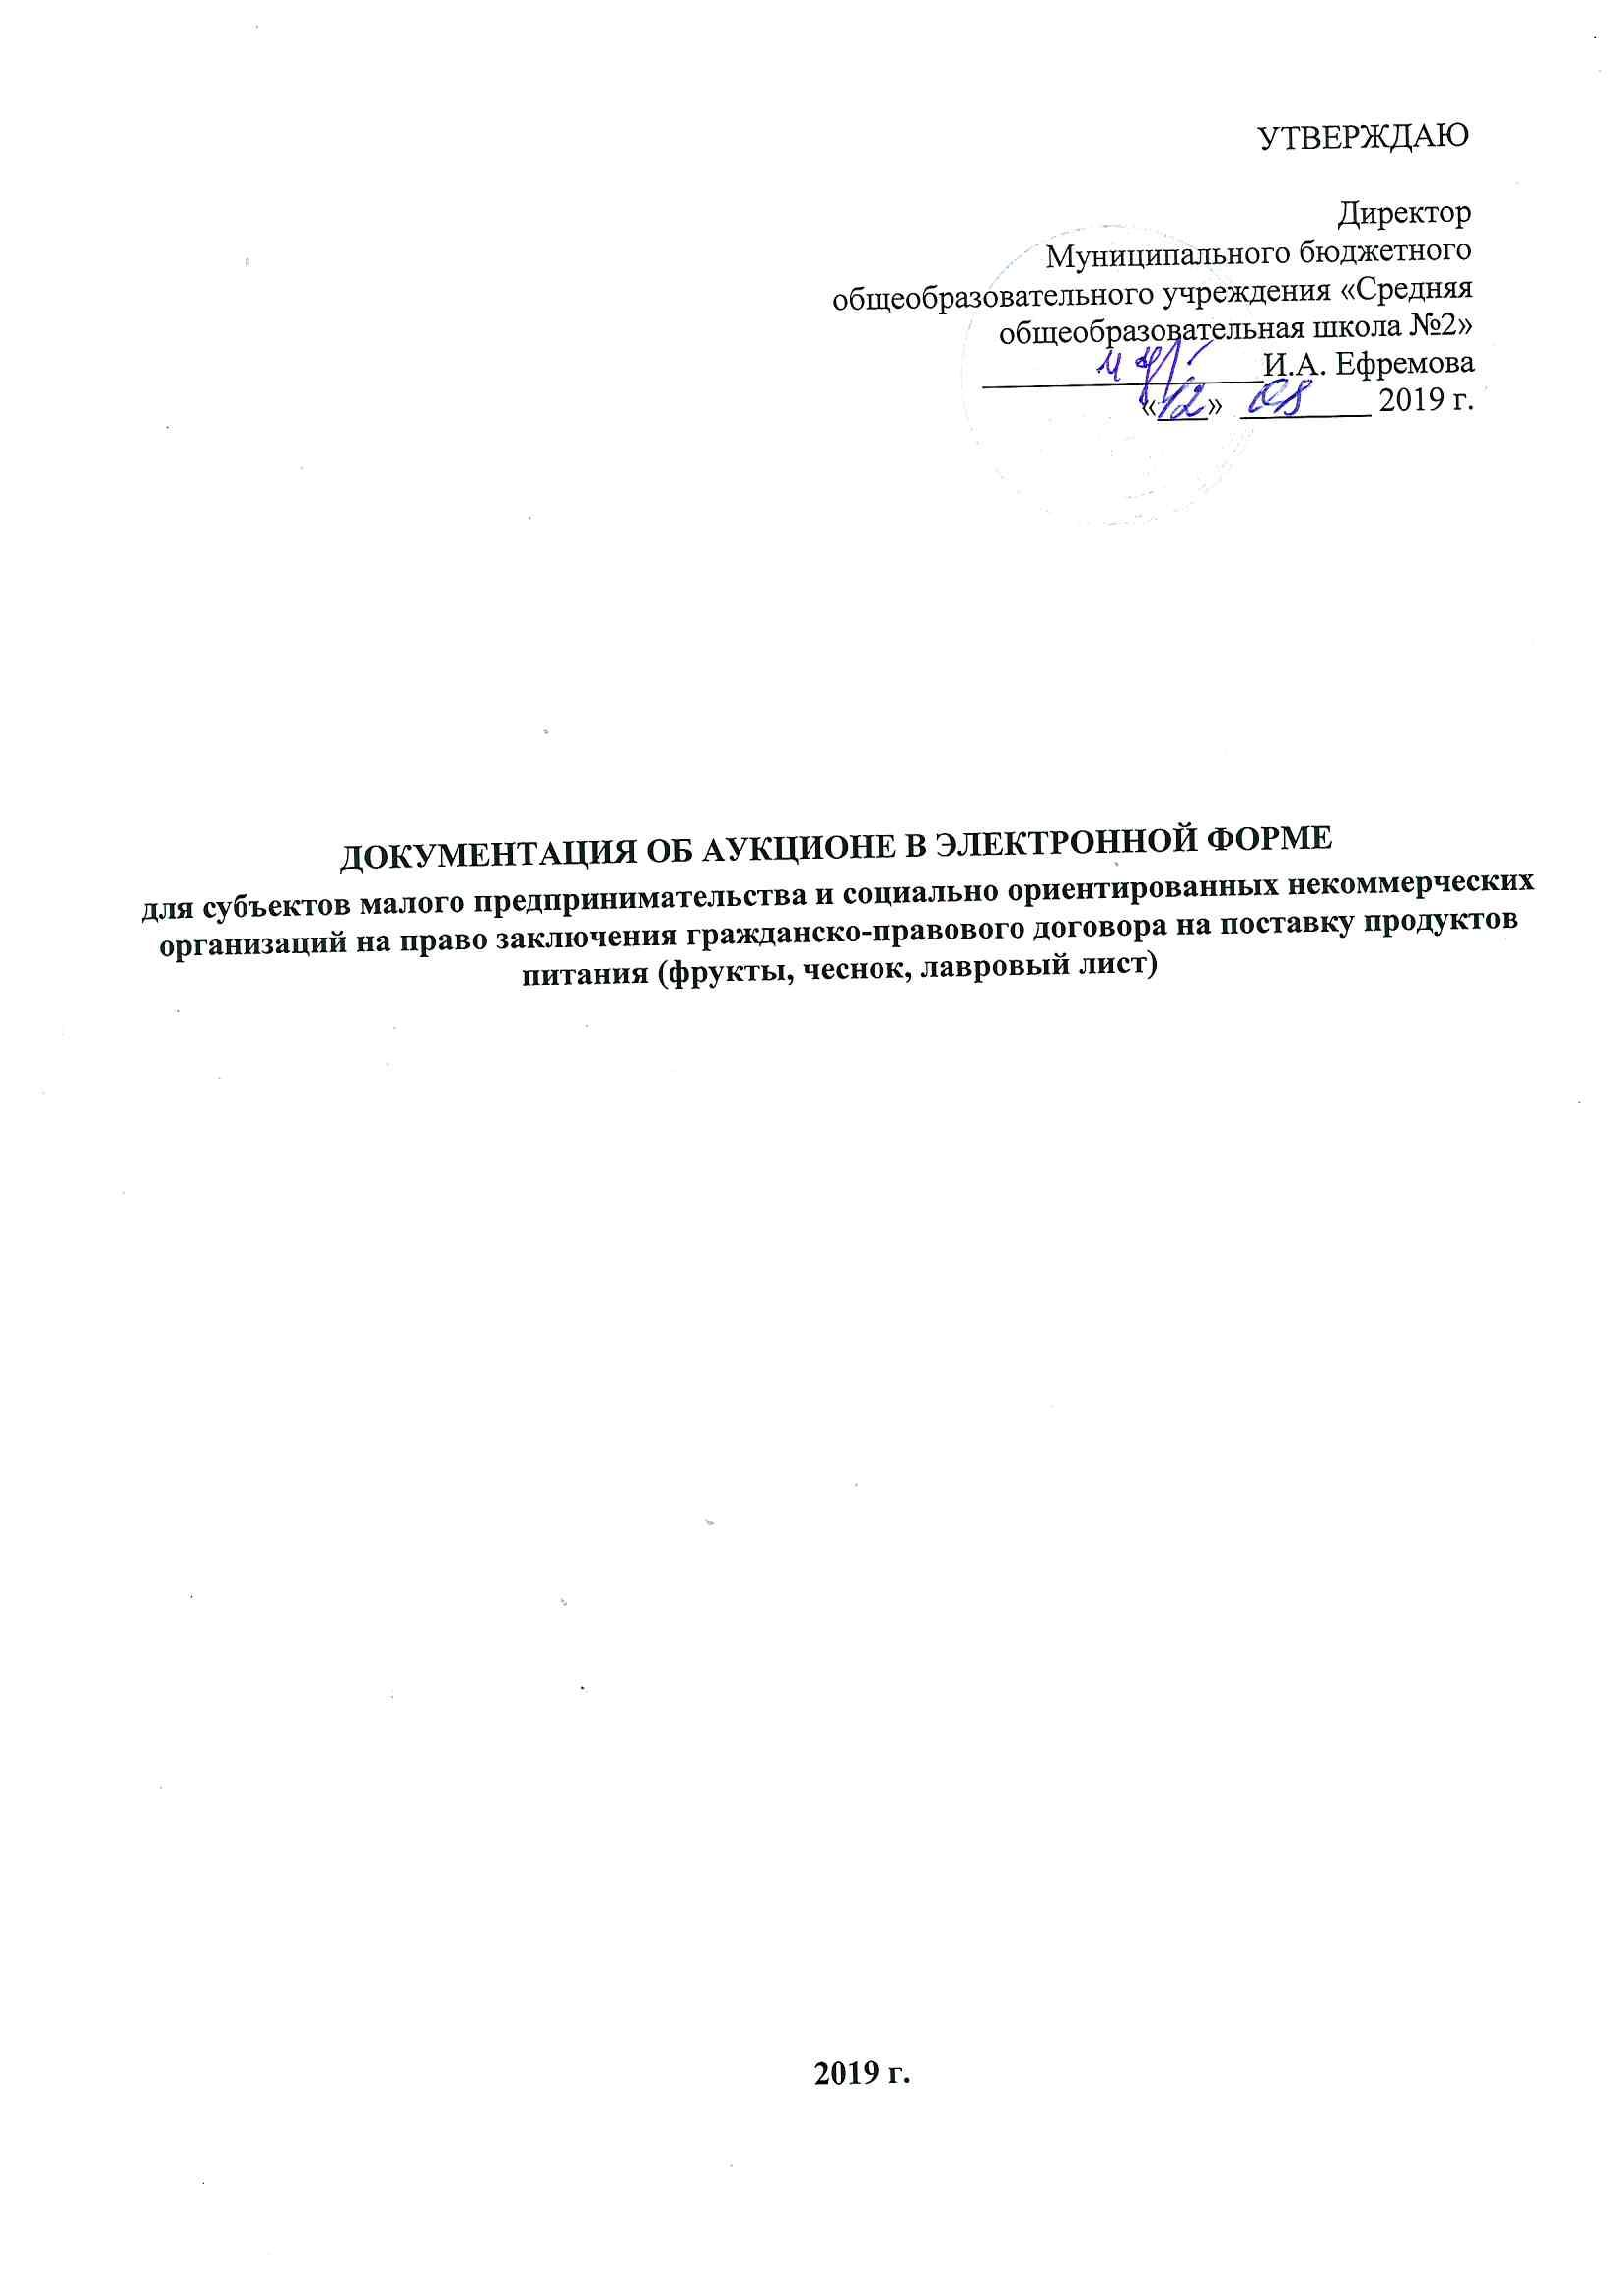 УТВЕРЖДАЮ
Директор
Муниципального бюджетного
общеобразовательного учреждения «Средняя
общеобразовательная школа №2»
И.А. Ефремова
«12» 08 2019 г.
ДОКУМЕНТАЦИЯ ОБ АУКЦИОНЕ В ЭЛЕКТРОННОЙ ФОРМЕ
для субъектов малого предпринимательства и социально ориентированных некоммерческих
организаций на право заключения гражданско-правового договора на поставку продуктов
питания (фрукты, чеснок, лавровый лист)
2019 г.